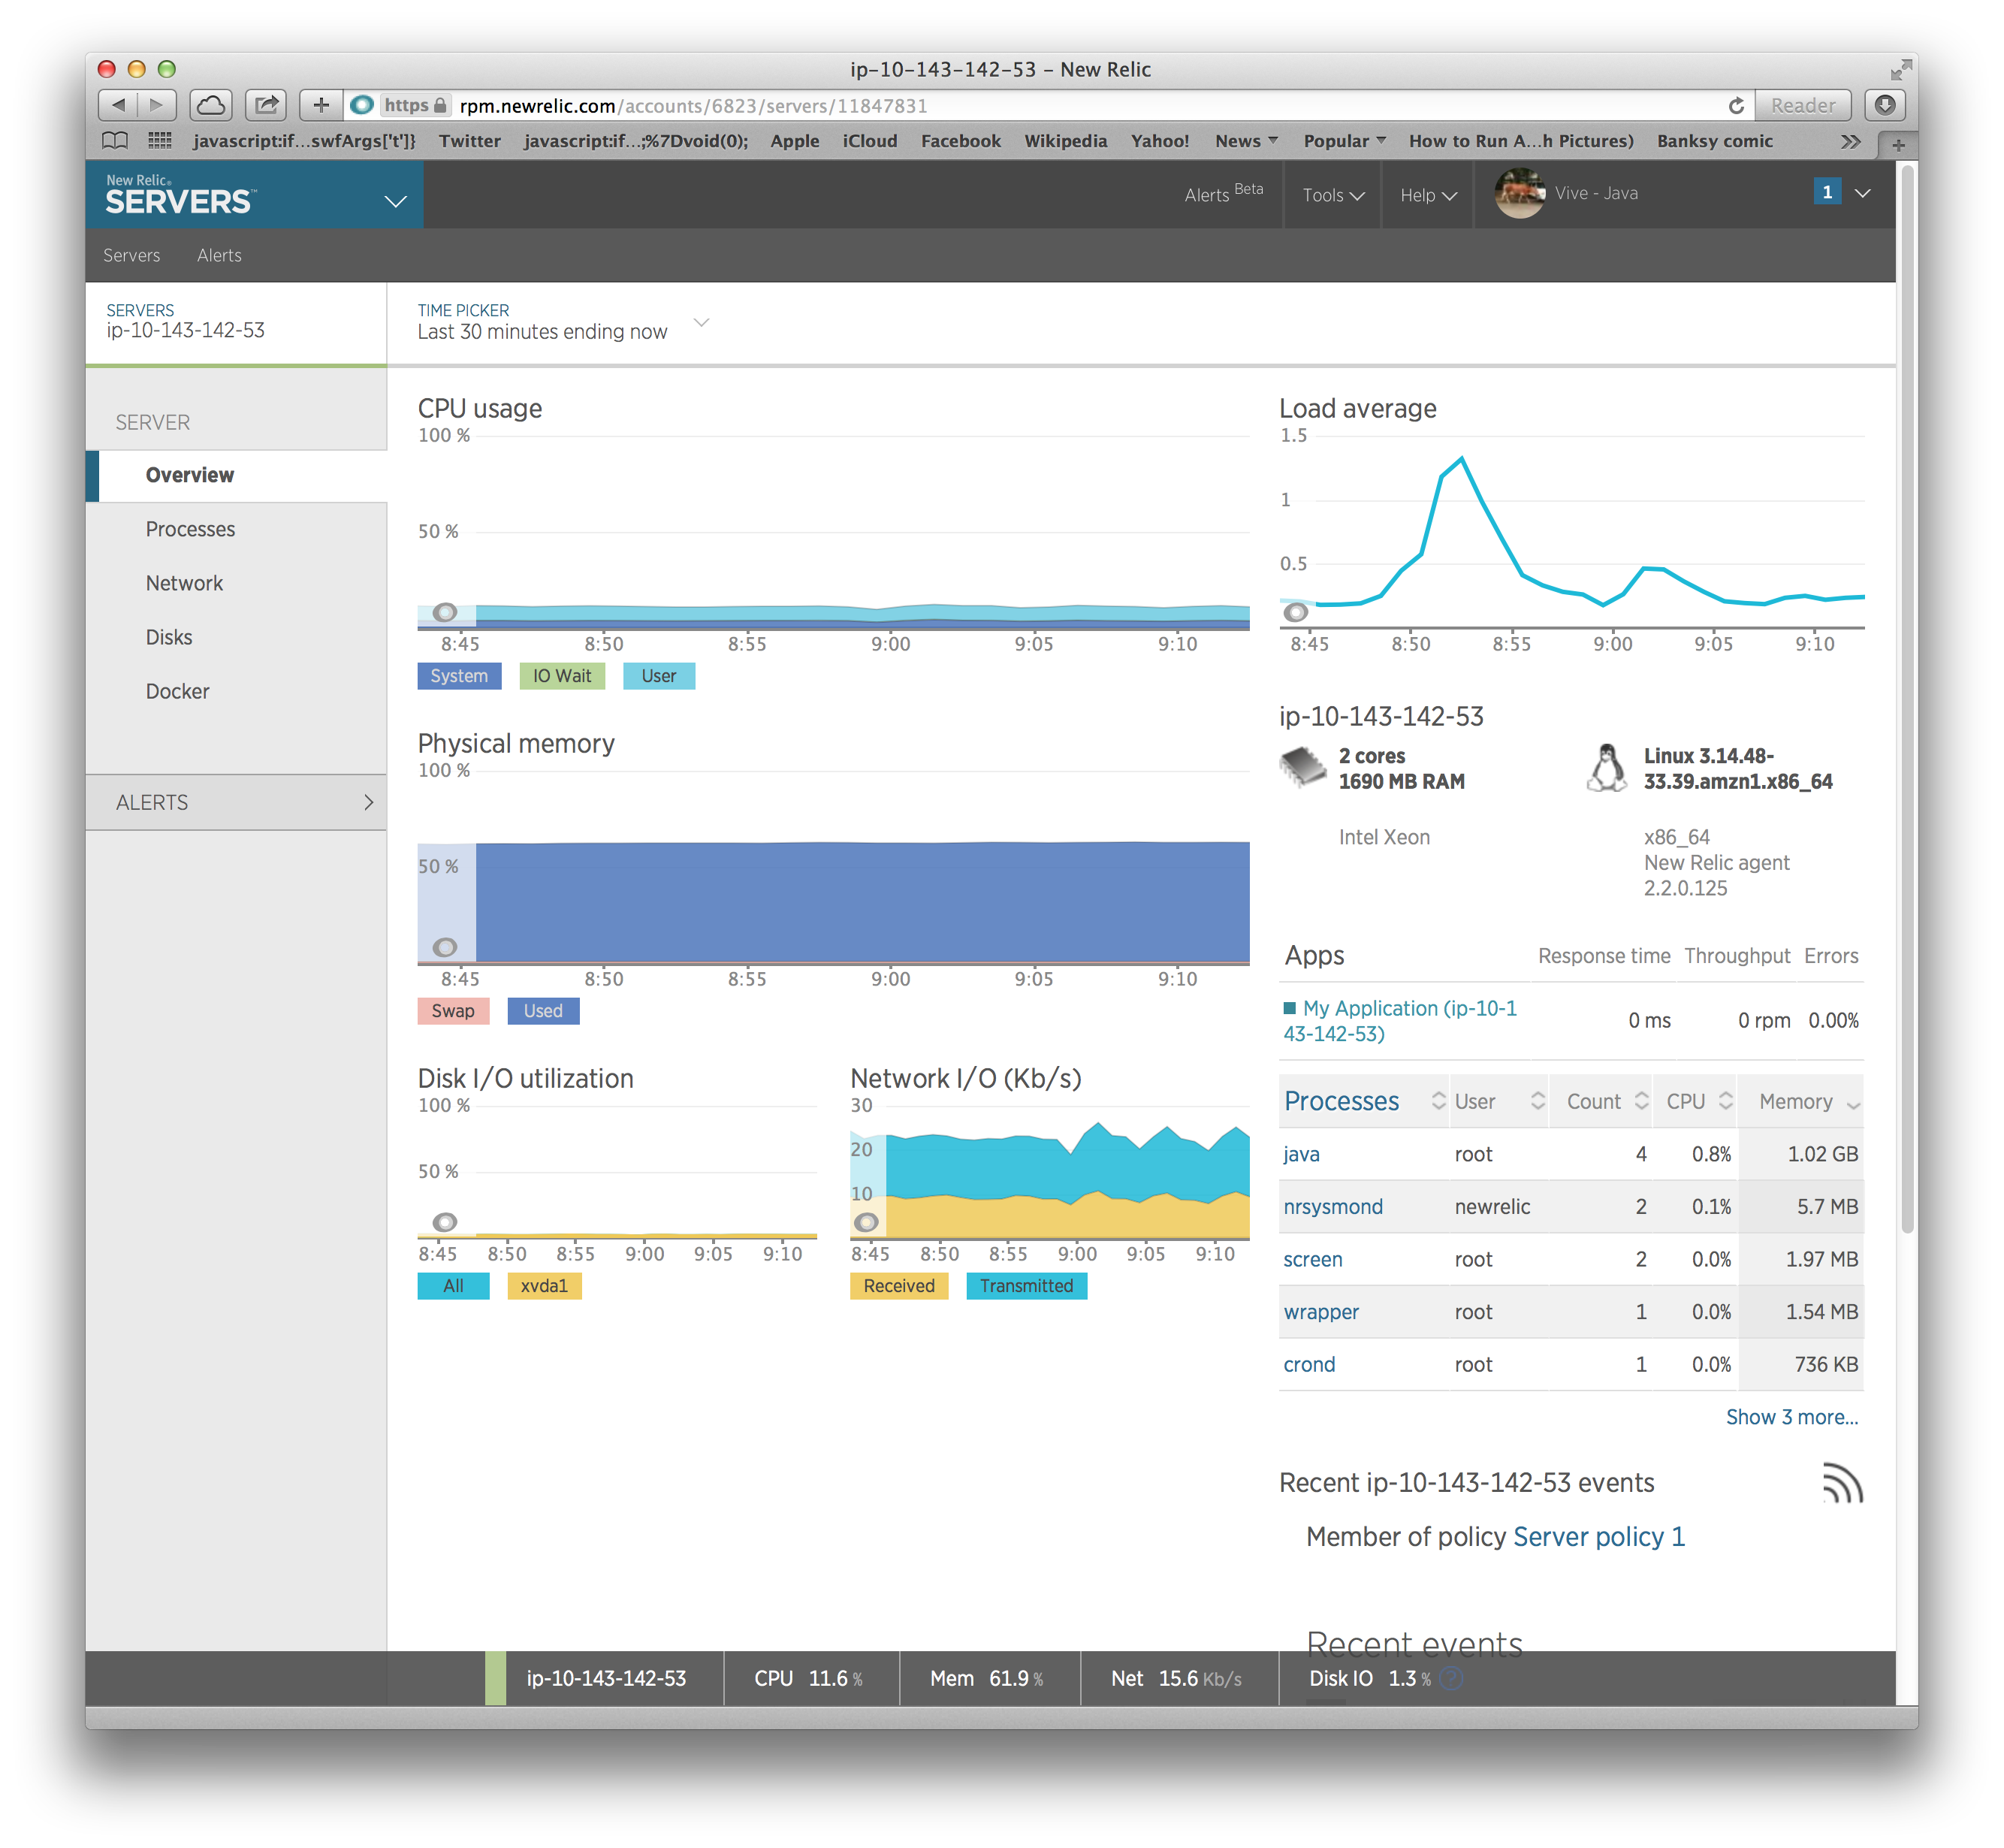 ip-10-143-142-53 – New Relic
https rpm.newrelic.com/accounts/6823/servers/11847831
Reader
javascript:if...swfArgs['t']} Twitter javascript:if...;%7Dvoid(0); Apple iCloud Facebook Wikipedia Yahoo! News Popular How to Run A...h Pictures) Banksy comic
New Relic®
SERVERS™
Alerts Beta Tools Help Vive - Java 1
Servers Alerts
SERVERS
ip-10-143-142-53
TIME PICKER
Last 30 minutes ending now
SERVER
Overview
Processes
Network
Disks
Docker
ALERTS
CPU usage
100 %
50 %
8:45 8:50 8:55 9:00 9:05 9:10
System IO Wait User
Physical memory
100 %
50 %
8:45 8:50 8:55 9:00 9:05 9:10
Swap Used
Disk I/O utilization
100 %
50 %
8:45 8:50 8:55 9:00 9:05 9:10
All xvda1
Network I/O (Kb/s)
30
20
10
8:45 8:50 8:55 9:00 9:05 9:10
Received Transmitted
Load average
1.5
1
0.5
8:45 8:50 8:55 9:00 9:05 9:10
ip-10-143-142-53
2 cores
1690 MB RAM
Intel Xeon
Linux 3.14.48-
33.39.amzn1.x86_64
x86_64
New Relic agent
2.2.0.125
Apps Response time Throughput Errors
My Application (ip-10-1
43-142-53) 0 ms 0 rpm 0.00%
Processes User Count CPU Memory
java root 4 0.8% 1.02 GB
nrsysmond newrelic 2 0.1% 5.7 MB
screen root 2 0.0% 1.97 MB
wrapper root 1 0.0% 1.54 MB
crond root 1 0.0% 736 KB
Show 3 more...
Recent ip-10-143-142-53 events
Member of policy Server policy 1
Recent events
ip-10-143-142-53 CPU 11.6 % Mem 61.9 % Net 15.6 Kb/s Disk IO 1.3 % ?